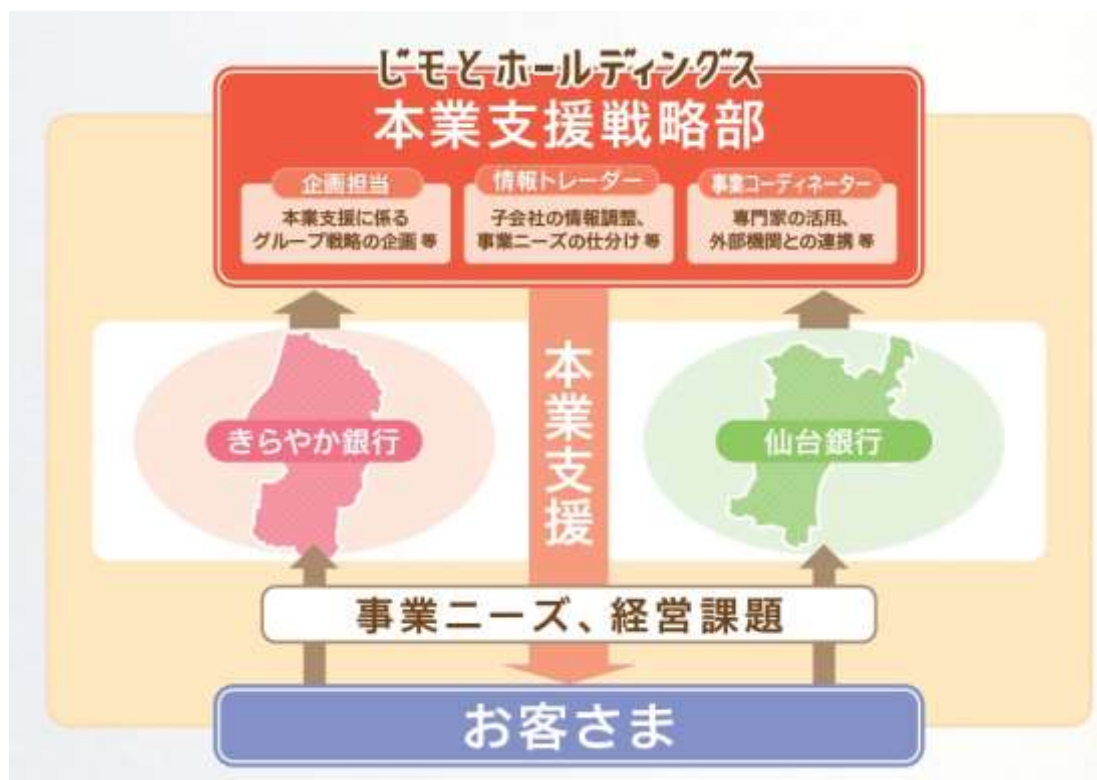 じモとホールディングス
本業支援戦略部
企画担当
本業支援に係る
グループ戦略の企画 等
情報トレーダー
子会社の情報調整、
事業ニーズの仕分け 等
事業コーディネーター
専門家の活用、
外部機関との連携 等
きらやか銀行
本業支援
仙台銀行
事業ニーズ、経営課題
お客さま